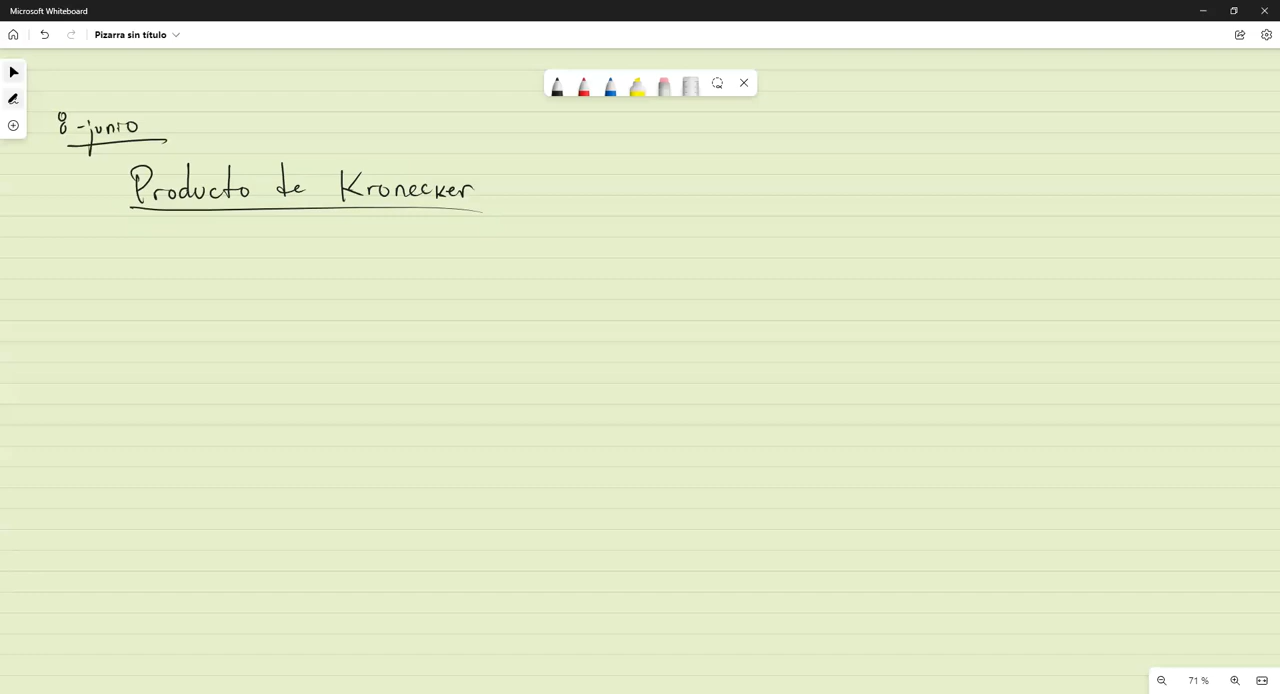 Microsoft Whiteboard
Pizarra sin título
8-junio
Producto de Kronecker
71 %